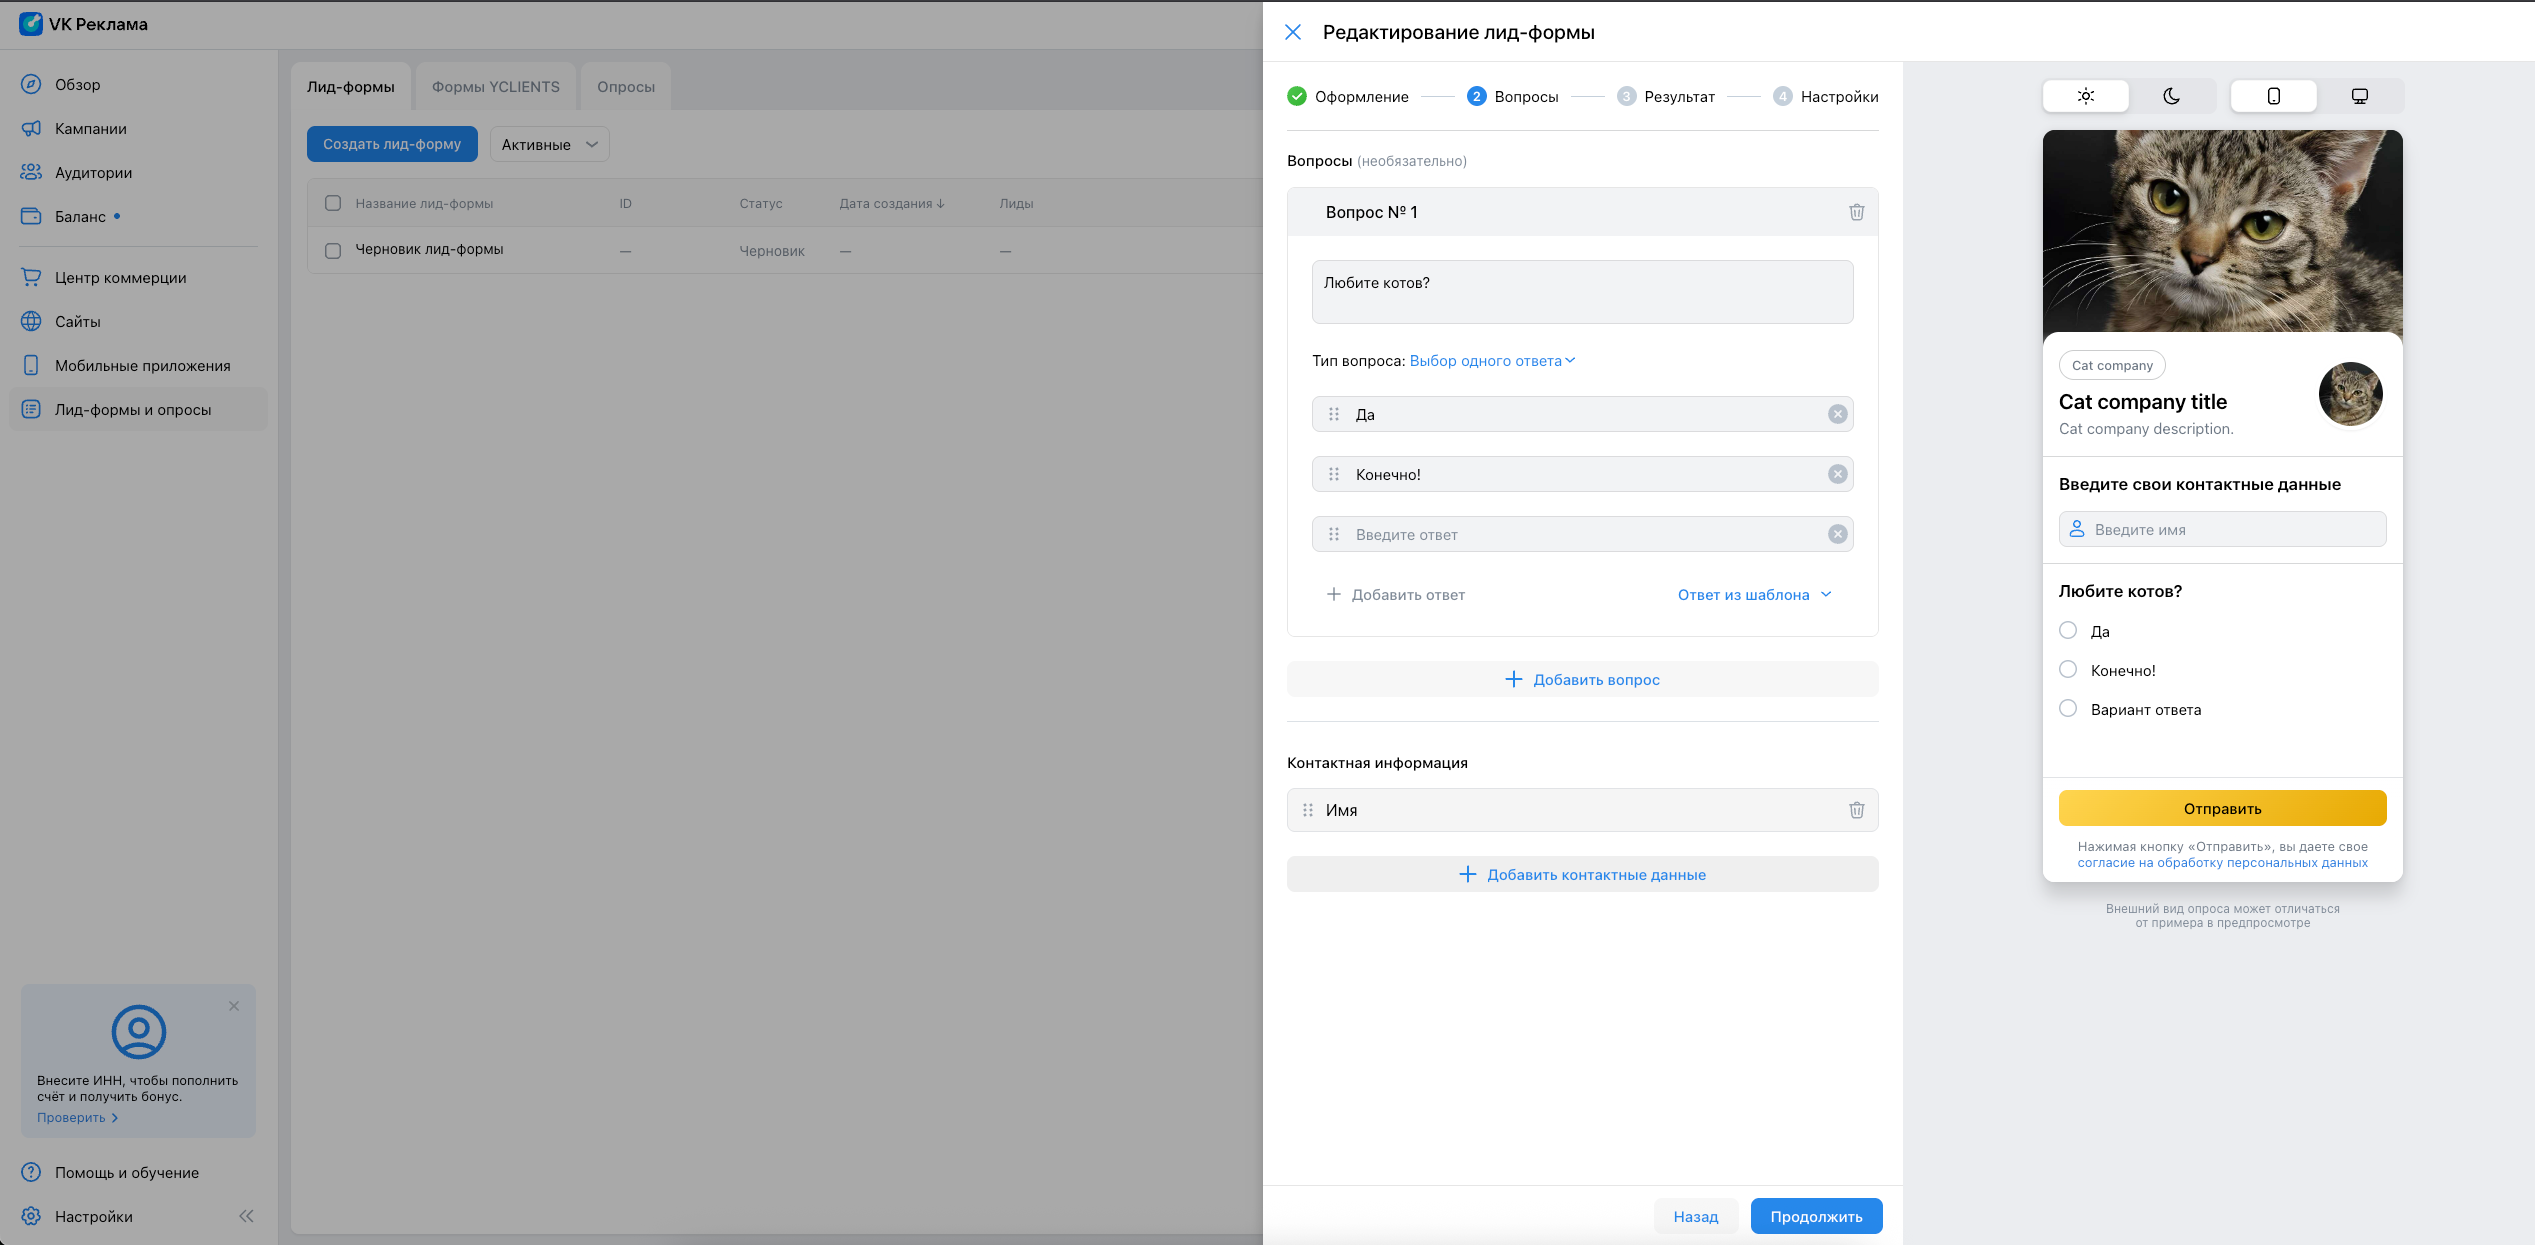 VK Реклама
Обзор
Кампании
Аудитории
Баланс
Центр коммерции
Сайты
Мобильные приложения
Лид-формы и опросы
Внесите ИНН, чтобы пополнить
счёт и получить бонус.
Проверить
Помощь и обучение
Настройки
Лид-формы
Формы YCLIENTS
Опросы
Создать лид-форму
Активные
Название лид-формы ID Статус Дата создания ↓ Лиды
Черновик лид-формы — Черновик — —
Редактирование лид-формы
Оформление 2 Вопросы 3 Результат 4 Настройки
Вопросы (необязательно)
Вопрос № 1
Любите котов?
Тип вопроса: Выбор одного ответа
Да
Конечно!
Введите ответ
Добавить ответ
Ответ из шаблона
Добавить вопрос
Контактная информация
Имя
Добавить контактные данные
Назад
Продолжить
Cat company
Cat company title
Cat company description.
Введите свои контактные данные
Введите имя
Любите котов?
Да
Конечно!
Вариант ответа
Отправить
Нажимая кнопку «Отправить», вы даете свое
согласие на обработку персональных данных
Внешний вид опроса может отличаться
от примера в предпросмотре